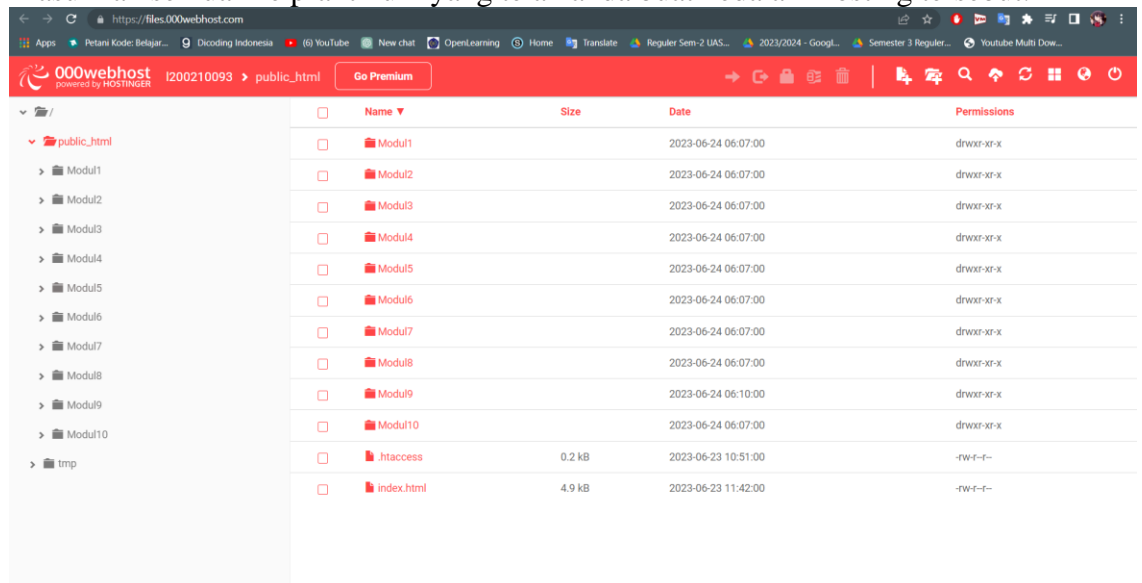 https://files.000webhost.com
Apps Petani Kode: Belajar... Dicoding Indonesia (6) YouTube New chat OpenLearning Home Translate Reguler Sem-2 UAS... 2023/2024 - Googl... Semester 3 Reguler... Youtube Multi Dow...
000webhost l200210093 > public_html Go Premium
powered by HOSTINGER
/ Name ▼ Size Date Permissions
public_html Modul1 2023-06-24 06:07:00 drwxr-xr-x
Modul1 Modul2 2023-06-24 06:07:00 drwxr-xr-x
Modul2 Modul3 2023-06-24 06:07:00 drwxr-xr-x
Modul3 Modul4 2023-06-24 06:07:00 drwxr-xr-x
Modul4 Modul5 2023-06-24 06:07:00 drwxr-xr-x
Modul5 Modul6 2023-06-24 06:07:00 drwxr-xr-x
Modul6 Modul7 2023-06-24 06:07:00 drwxr-xr-x
Modul7 Modul8 2023-06-24 06:07:00 drwxr-xr-x
Modul8 Modul9 2023-06-24 06:10:00 drwxr-xr-x
Modul9 Modul10 2023-06-24 06:07:00 drwxr-xr-x
Modul10 .htaccess 0.2 kB 2023-06-23 10:51:00 -rw-r--r--
tmp index.html 4.9 kB 2023-06-23 11:42:00 -rw-r--r--